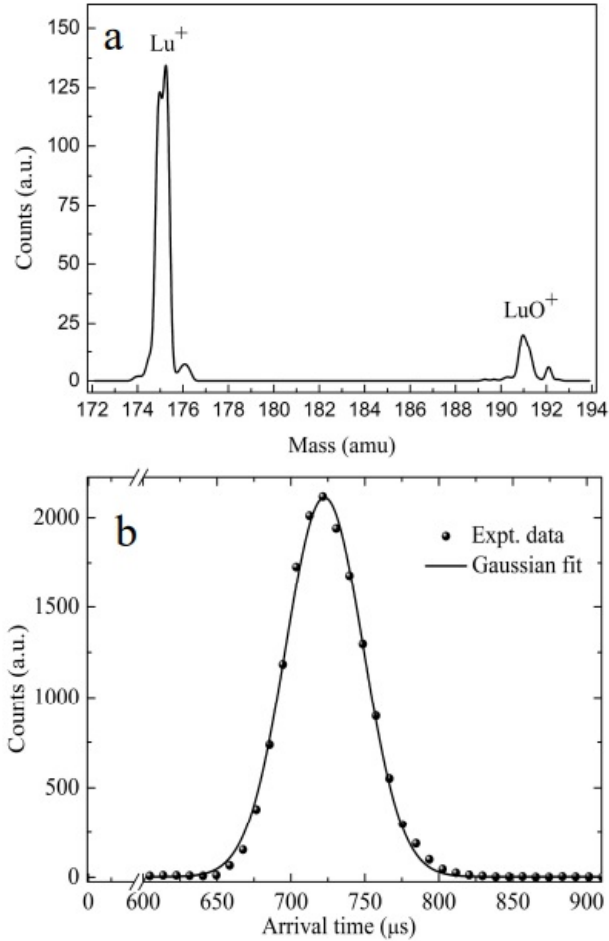 a
Lu+
LuO+
150
125
100
75
50
25
0
Counts (a.u.)
172 174 176 178 180 182 184 186 188 190 192 194
Mass (amu)
b
Expt. data
Gaussian fit
2000
1500
1000
500
0
Counts (a.u.)
0 600 650 700 750 800 850 900
Arrival time (μs)